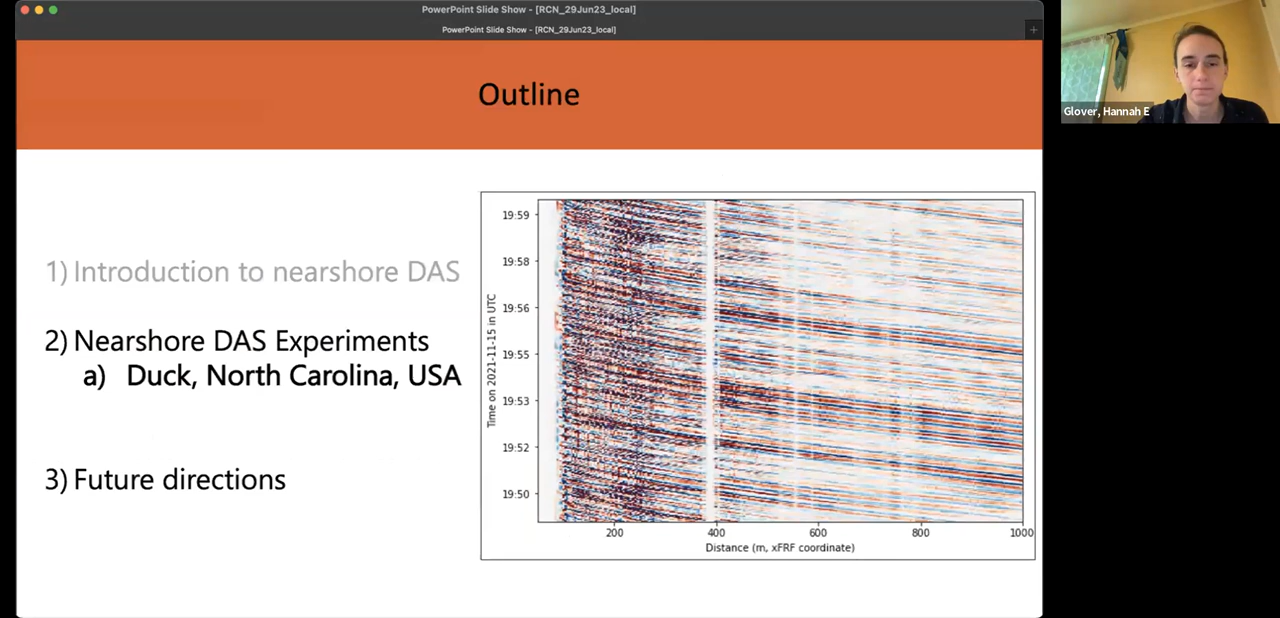 PowerPoint Slide Show - [RCN_29Jun23_local]
PowerPoint Slide Show - [RCN_29Jun23_local]
+
Outline
Glover, Hannah E
1) Introduction to nearshore DAS
2) Nearshore DAS Experiments
a) Duck, North Carolina, USA
3) Future directions
Time on 2021-11-15 in UTC
19:59
19:58
19:56
19:55
19:53
19:52
19:50
200 400 600 800 1000
Distance (m, xFRF coordinate)